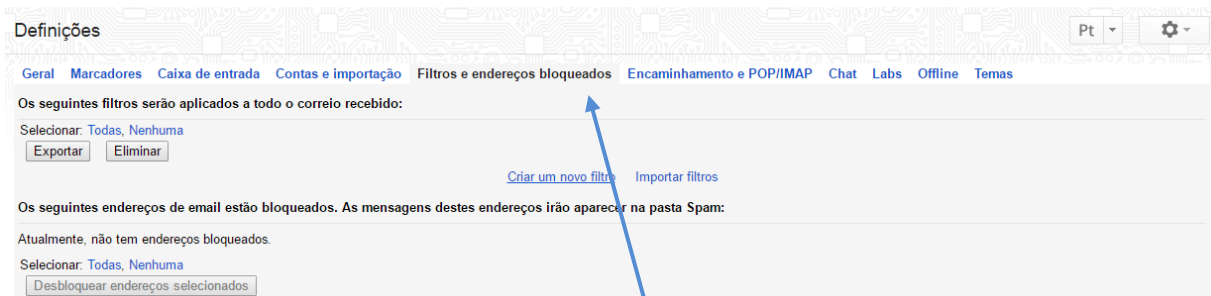 Definições
Pt
Geral Marcadores Caixa de entrada Contas e importação Filtros e endereços bloqueados Encaminhamento e POP/IMAP Chat Labs Offline Temas
Os seguintes filtros serão aplicados a todo o correio recebido:
Selecionar: Todas, Nenhuma
Exportar Eliminar
Criar um novo filtro Importar filtros
Os seguintes endereços de email estão bloqueados. As mensagens destes endereços irão aparecer na pasta Spam:
Atualmente, não tem endereços bloqueados.
Selecionar: Todas, Nenhuma
Desbloquear endereços selecionados